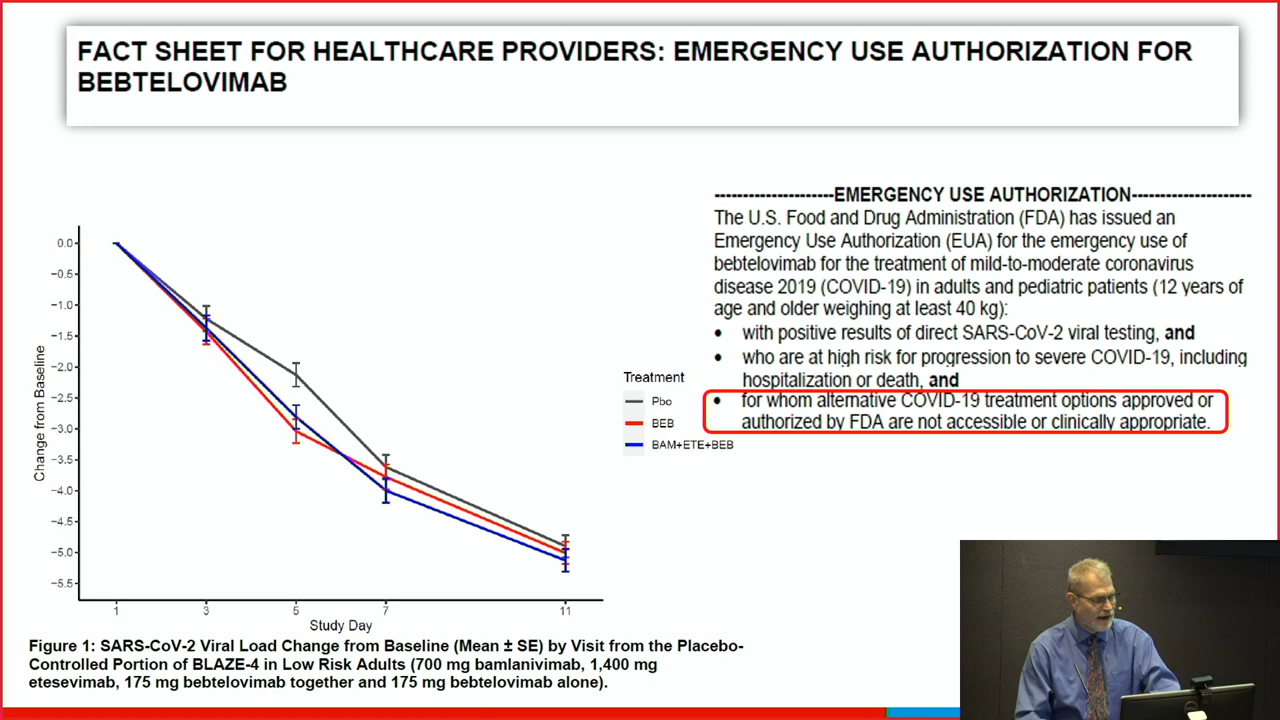 FACT SHEET FOR HEALTHCARE PROVIDERS: EMERGENCY USE AUTHORIZATION FOR
BEBTELOVIMAB
---------------------EMERGENCY USE AUTHORIZATION---------------------
The U.S. Food and Drug Administration (FDA) has issued an
Emergency Use Authorization (EUA) for the emergency use of
bebtelovimab for the treatment of mild-to-moderate coronavirus
disease 2019 (COVID-19) in adults and pediatric patients (12 years of
age and older weighing at least 40 kg):
• with positive results of direct SARS-CoV-2 viral testing, and
• who are at high risk for progression to severe COVID-19, including
hospitalization or death, and
• for whom alternative COVID-19 treatment options approved or
authorized by FDA are not accessible or clinically appropriate.
Change from Baseline
0.0
−0.5
−1.0
−1.5
−2.0
−2.5
−3.0
−3.5
−4.0
−4.5
−5.0
−5.5
1 3 5 7 11
Study Day
Treatment
Pbo
BEB
BAM+ETE+BEB
Figure 1: SARS-CoV-2 Viral Load Change from Baseline (Mean ± SE) by Visit from the Placebo-
Controlled Portion of BLAZE-4 in Low Risk Adults (700 mg bamlanivimab, 1,400 mg
etesevimab, 175 mg bebtelovimab together and 175 mg bebtelovimab alone).